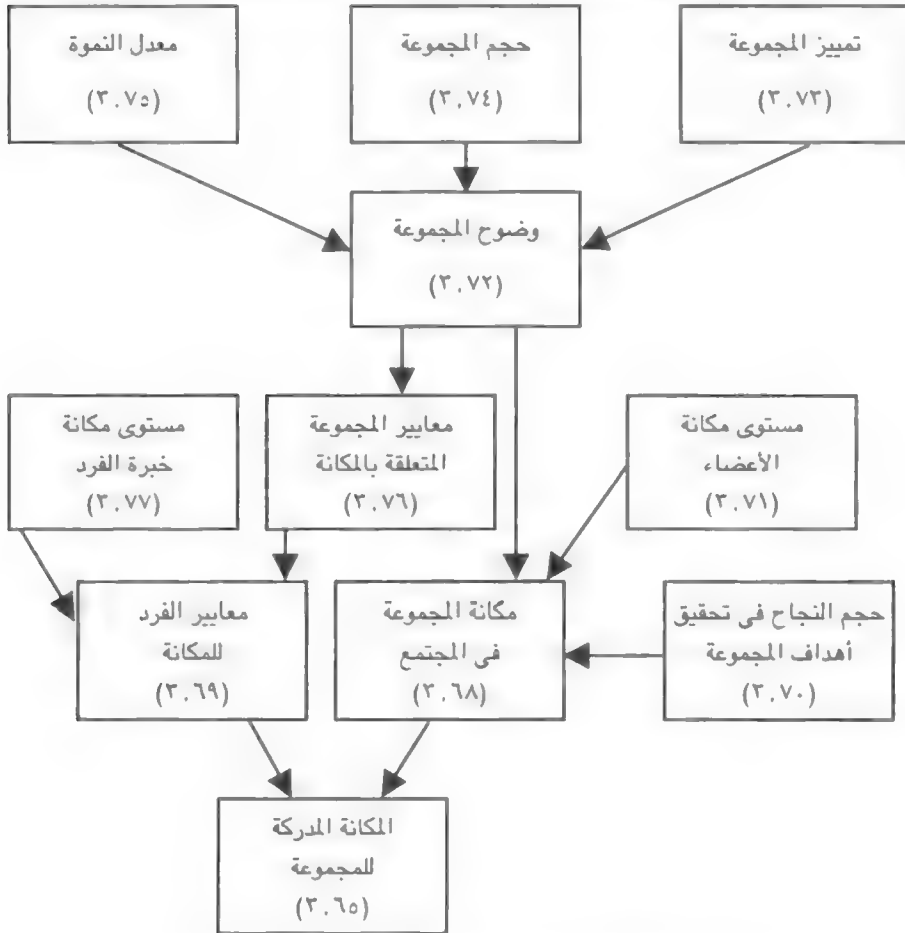 تمييز المجموعة
(٣.٧٣)
حجم المجموعة
(٣.٧٤)
معدل النموة
(٣.٧٥)
وضوح المجموعة
(٣.٧٢)
مستوى مكانة
الأعضاء
(٣.٧١)
معايير المجموعة
المتعلقة بالمكانة
(٣.٧٦)
مستوى مكانة
خبرة الفرد
(٣.٧٧)
حجم النجاح فى تحقيق
أهداف المجموعة
(٣.٧٠)
مكانة المجموعة
فى المجتمع
(٣.٦٨)
معايير الفرد
للمكانة
(٣.٦٩)
المكانة المدركة
للمجموعة
(٣.٦٥)